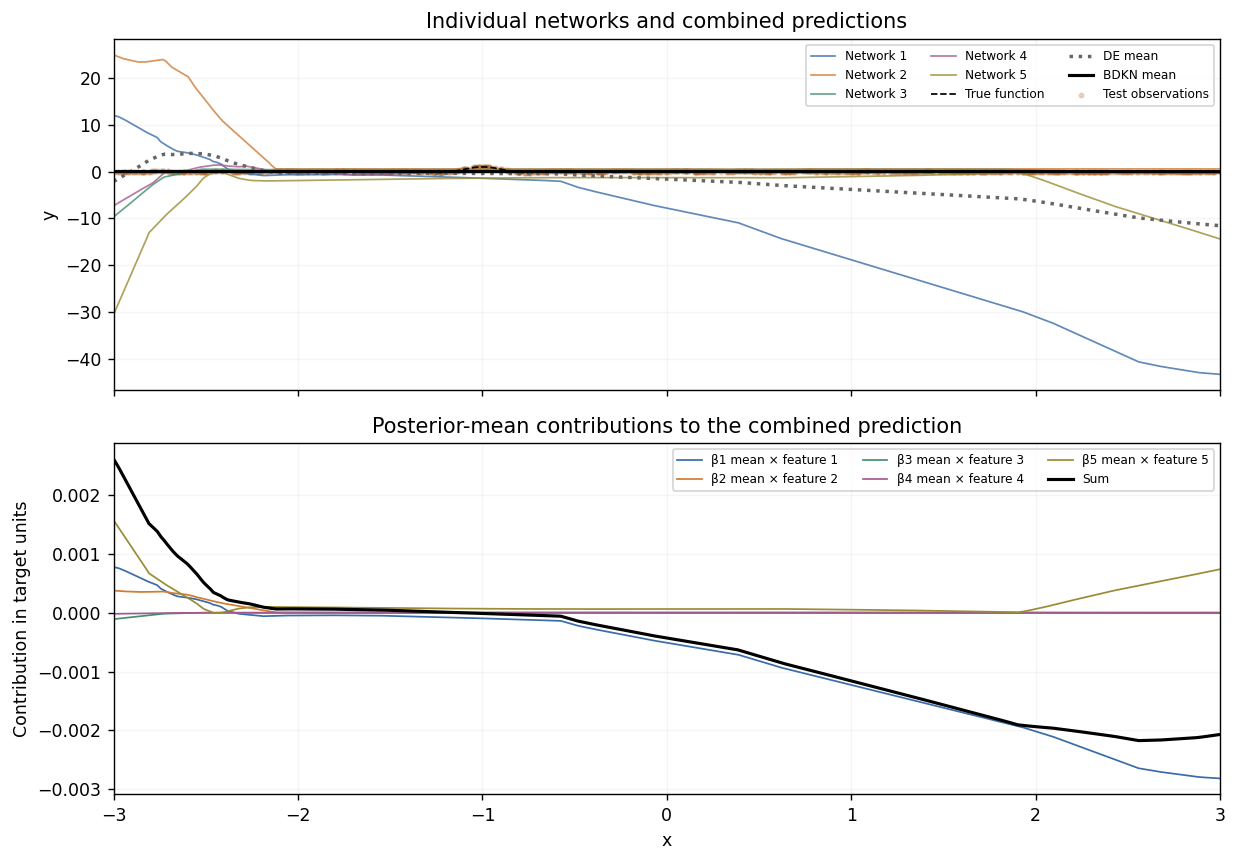 Individual networks and combined predictions
Network 1
Network 2
Network 3
Network 4
Network 5
True function
DE mean
BDKN mean
Test observations
y
20
10
0
−10
−20
−30
−40
Posterior-mean contributions to the combined prediction
β1 mean × feature 1
β2 mean × feature 2
β3 mean × feature 3
β4 mean × feature 4
β5 mean × feature 5
Sum
Contribution in target units
0.002
0.001
0.000
−0.001
−0.002
−0.003
−3 −2 −1 0 1 2 3
x